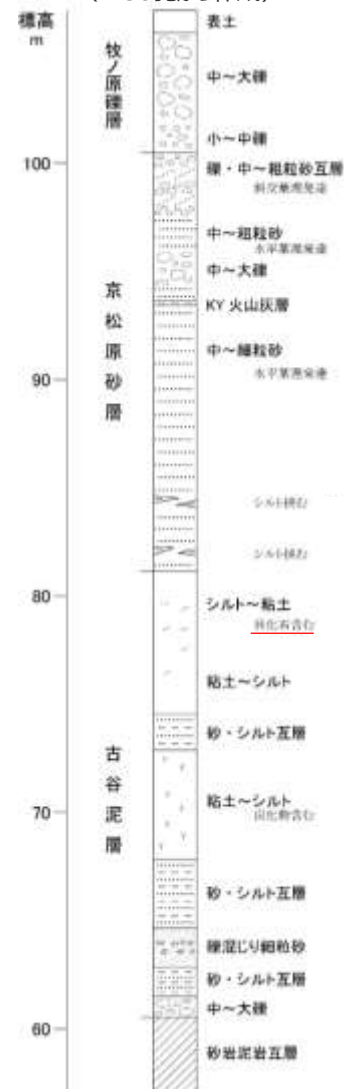 標高
m
表土
牧ノ原礫層
中～大礫
小～中礫
100
礫・中～粗粒砂互層
斜交葉理発達
中～粗粒砂
水平葉理発達
中～大礫
京松原砂層
KY 火山灰層
中～細粒砂
水平葉理発達
90
シルト挟む
シルト挟む
80
シルト～粘土
貝化石含む
粘土～シルト
砂・シルト互層
古谷泥層
粘土～シルト
炭化物含む
70
砂・シルト互層
礫混じり細粒砂
砂・シルト互層
中～大礫
60
砂岩泥岩互層